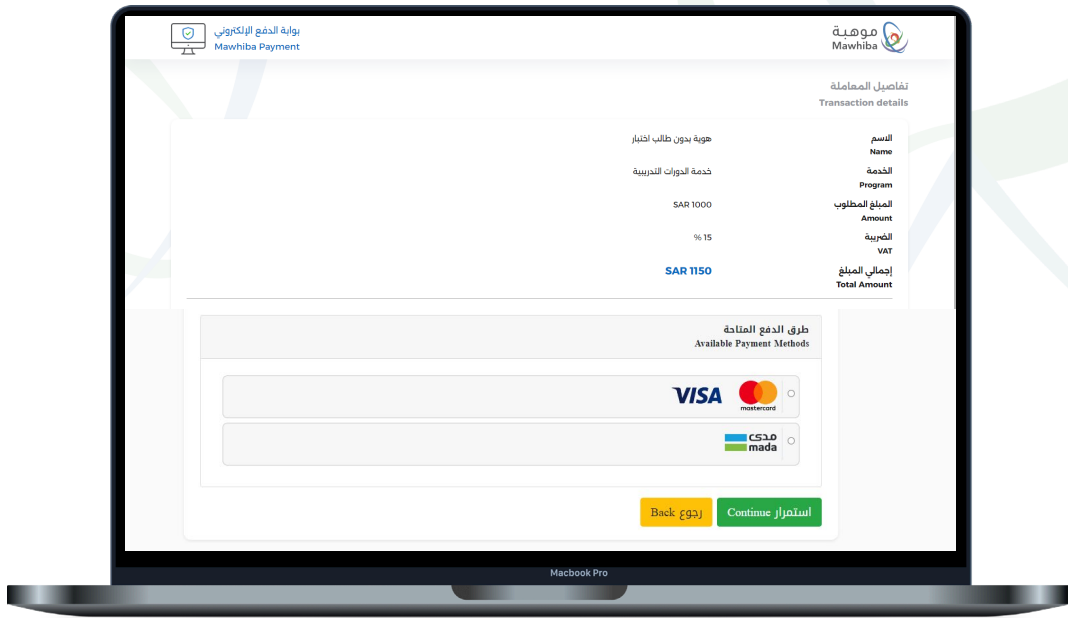 موهبة
Mawhiba
بوابة الدفع الإلكتروني
Mawhiba Payment
تفاصيل المعاملة
Transaction details
الاسم
Name
هوية بدون طالب اختبار
الخدمة
Program
خدمة الدورات التدريبية
المبلغ المطلوب
Amount
SAR 1000
الضريبة
VAT
% 15
إجمالي المبلغ
Total Amount
SAR 1150
طرق الدفع المتاحة
Available Payment Methods
VISA
mastercard
مدى
mada
استمرار Continue
رجوع Back
Macbook Pro